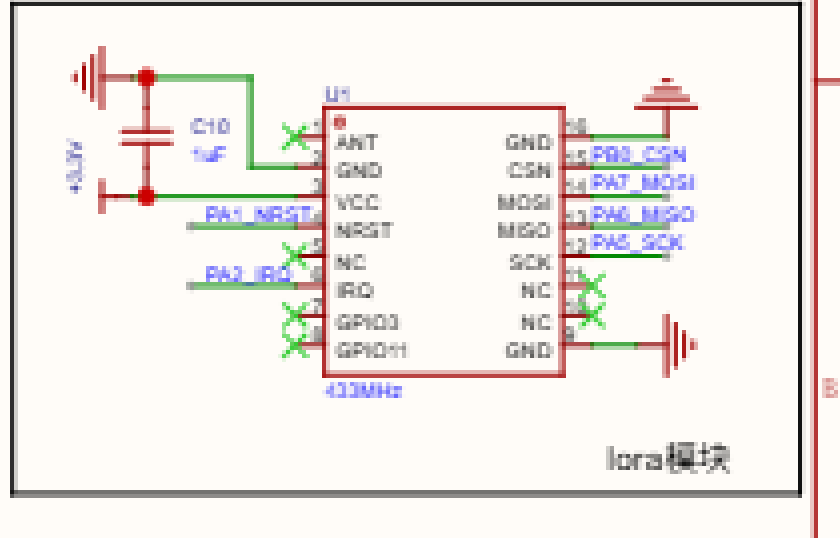 U1
C10
1uF
+3.3V
1
ANT
2
GND
3
VCC
PA1_NRST
4
NRST
5
NC
PA2_IRQ
6
IRQ
7
GPIO3
8
GPIO11
GND
16
CSN
15
PB0_CSN
MOSI
14
PA7_MOSI
MISO
13
PA6_MISO
SCK
12
PA5_SCK
NC
11
NC
10
GND
9
433MHz
lora模块
B